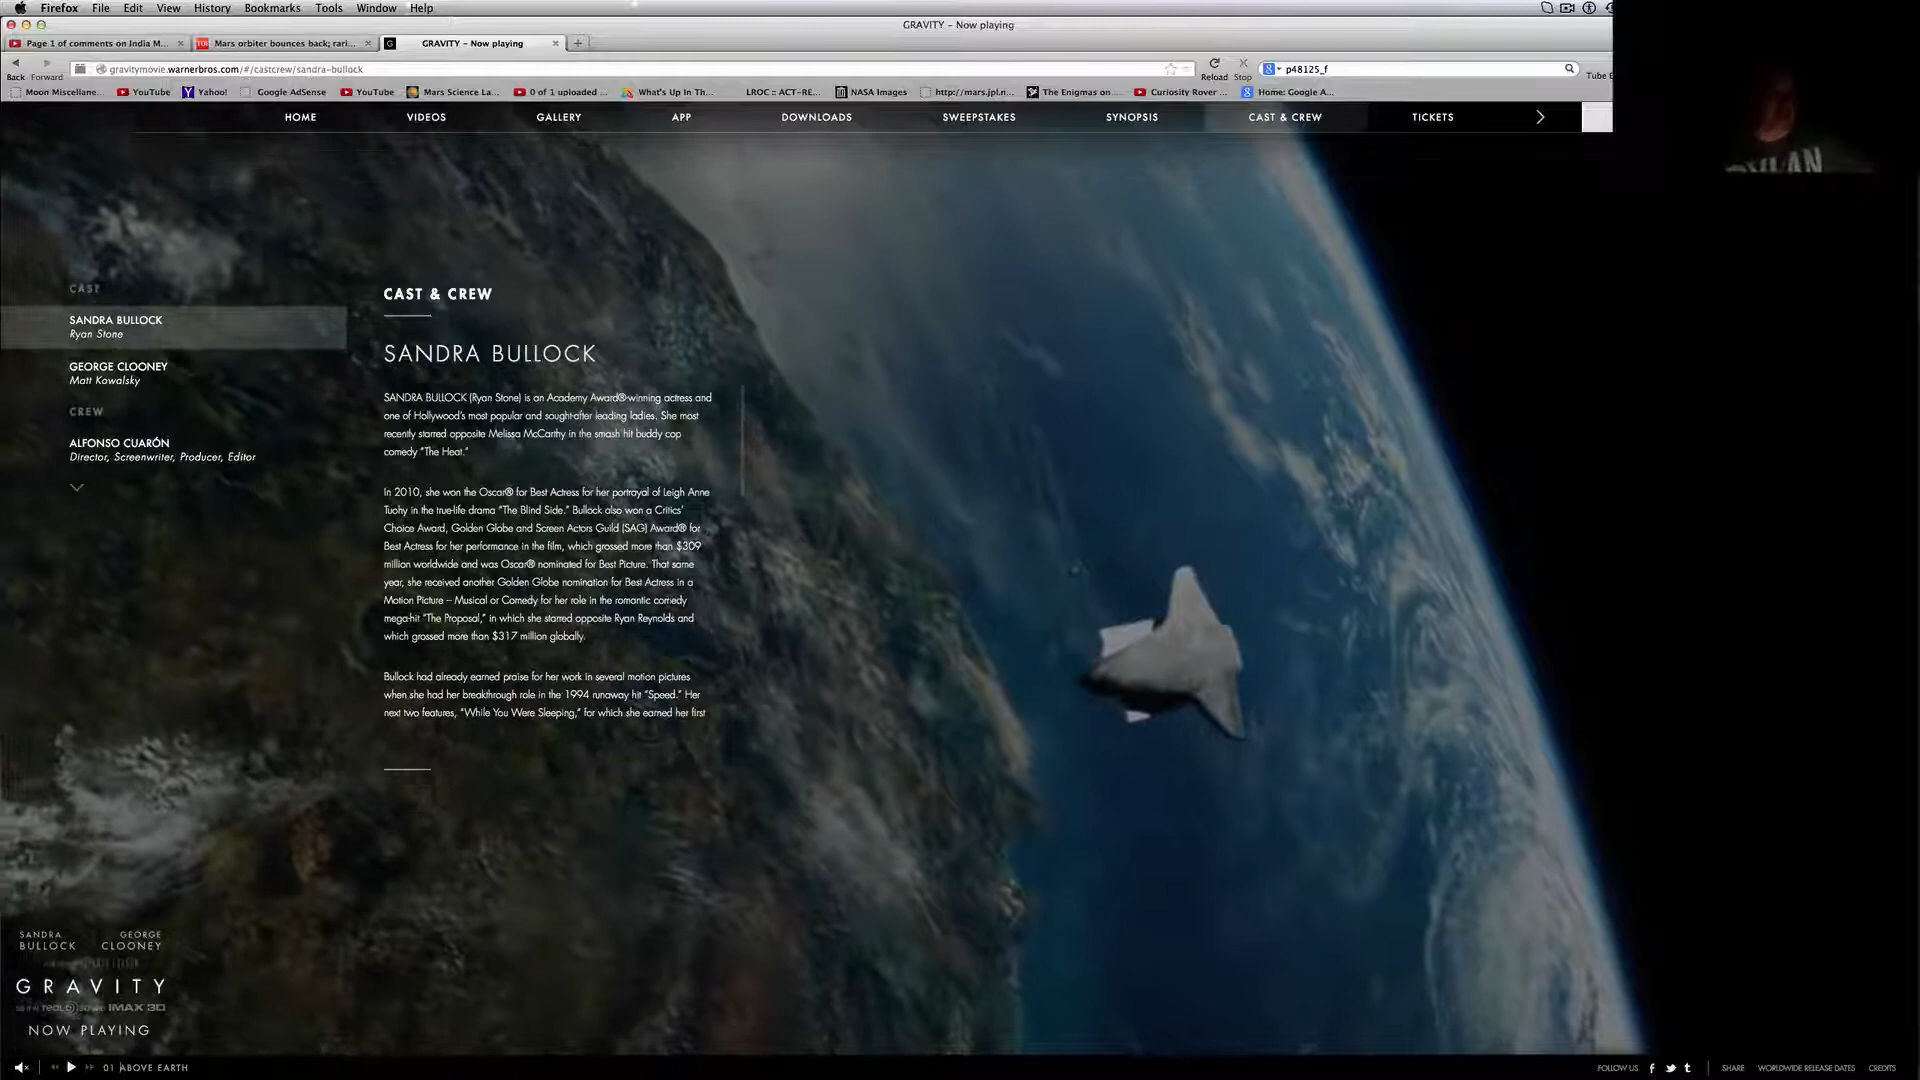 Firefox File Edit View History Bookmarks Tools Window Help
GRAVITY – Now playing
Page 1 of comments on India M...
Mars orbiter bounces back; rari...
GRAVITY – Now playing
gravitymovie.warnerbros.com/#/castcrew/sandra-bullock
p48125_f
Back Forward
Reload Stop
Moon Miscellane... YouTube Yahoo! Google AdSense YouTube Mars Science La... 0 of 1 uploaded ... What's Up In Th... LROC :: ACT-RE... NASA Images http://mars.jpl.n... The Enigmas on ... Curiosity Rover ... Home: Google A...
HOME VIDEOS GALLERY APP DOWNLOADS SWEEPSTAKES SYNOPSIS CAST & CREW TICKETS
CAST
SANDRA BULLOCK
Ryan Stone
GEORGE CLOONEY
Matt Kowalsky
CREW
ALFONSO CUARÓN
Director, Screenwriter, Producer, Editor
CAST & CREW
SANDRA BULLOCK
SANDRA BULLOCK (Ryan Stone) is an Academy Award®-winning actress and
one of Hollywood's most popular and sought-after leading ladies. She most
recently starred opposite Melissa McCarthy in the smash hit buddy cop
comedy "The Heat."
In 2010, she won the Oscar® for Best Actress for her portrayal of Leigh Anne
Tuohy in the true-life drama "The Blind Side." Bullock also won a Critics'
Choice Award, Golden Globe and Screen Actors Guild (SAG) Award® for
Best Actress for her performance in the film, which grossed more than $309
million worldwide and was Oscar® nominated for Best Picture. That same
year, she received another Golden Globe nomination for Best Actress in a
Motion Picture – Musical or Comedy for her role in the romantic comedy
mega-hit "The Proposal," in which she starred opposite Ryan Reynolds and
which grossed more than $317 million globally.
Bullock had already earned praise for her work in several motion pictures
when she had her breakthrough role in the 1994 runaway hit "Speed." Her
next two features, "While You Were Sleeping," for which she earned her first
SANDRA BULLOCK
GEORGE CLOONEY
GRAVITY
IMAX 3D
NOW PLAYING
01 ABOVE EARTH
FOLLOW US
SHARE WORLDWIDE RELEASE DATES CREDITS